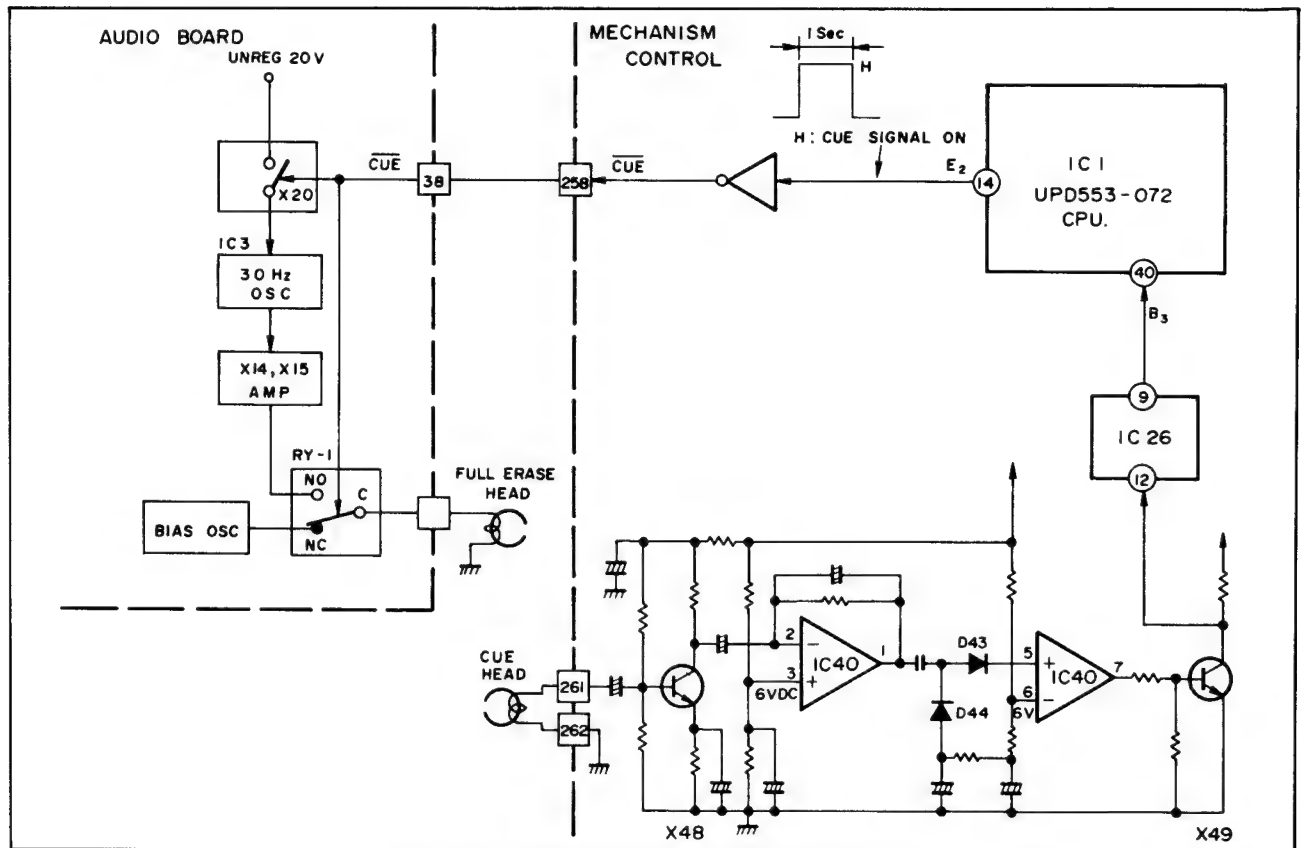 AUDIO BOARD
UNREG 20V
X20
CUE
38
IC3
30 Hz
OSC
X14, X15
AMP
RY-1
NO
C
NC
BIAS OSC
FULL ERASE
HEAD
MECHANISM
CONTROL
1 Sec
H
H : CUE SIGNAL ON
CUE
258
E2
14
IC1
UPD553-072
CPU.
40
B3
9
IC 26
12
CUE
HEAD
261
262
X48
2
−
3
+
6VDC
IC40
1
D43
D44
5
+
6
−
6V
IC40
7
X49